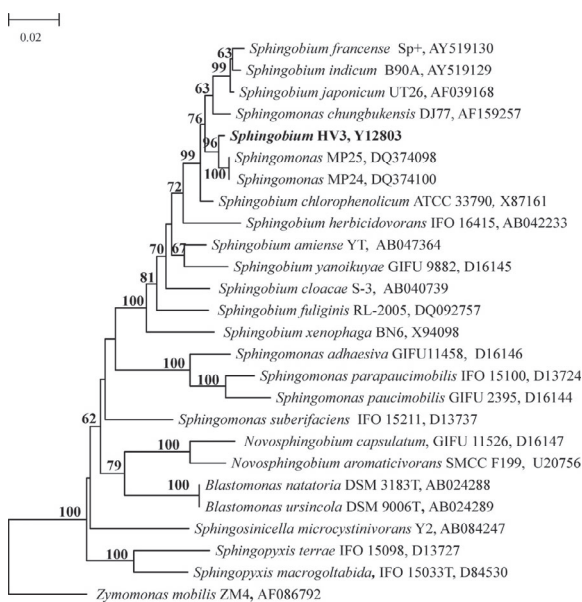 0.02
63
Sphingobium francense Sp+, AY519130
99
Sphingobium indicum B90A, AY519129
63
Sphingobium japonicum UT26, AF039168
Sphingomonas chungbukensis DJ77, AF159257
76
Sphingobium HV3, Y12803
96
Sphingomonas MP25, DQ374098
99
100
Sphingomonas MP24, DQ374100
72
Sphingobium chlorophenolicum ATCC 33790, X87161
Sphingobium herbicidovorans IFO 16415, AB042233
70
67
Sphingobium amiense YT, AB047364
Sphingobium yanoikuyae GIFU 9882, D16145
81
Sphingobium cloacae S-3, AB040739
100
Sphingobium fuliginis RL-2005, DQ092757
Sphingobium xenophaga BN6, X94098
100
Sphingomonas adhaesiva GIFU11458, D16146
100
Sphingomonas parapaucimobilis IFO 15100, D13724
Sphingomonas paucimobilis GIFU 2395, D16144
62
Sphingomonas suberifaciens IFO 15211, D13737
100
Novosphingobium capsulatum, GIFU 11526, D16147
79
Novosphingobium aromaticivorans SMCC F199, U20756
100
Blastomonas natatoria DSM 3183T, AB024288
Blastomonas ursincola DSM 9006T, AB024289
100
Sphingosinicella microcystinivorans Y2, AB084247
100
Sphingopyxis terrae IFO 15098, D13727
Sphingopyxis macrogoltabida, IFO 15033T, D84530
Zymomonas mobilis ZM4, AF086792